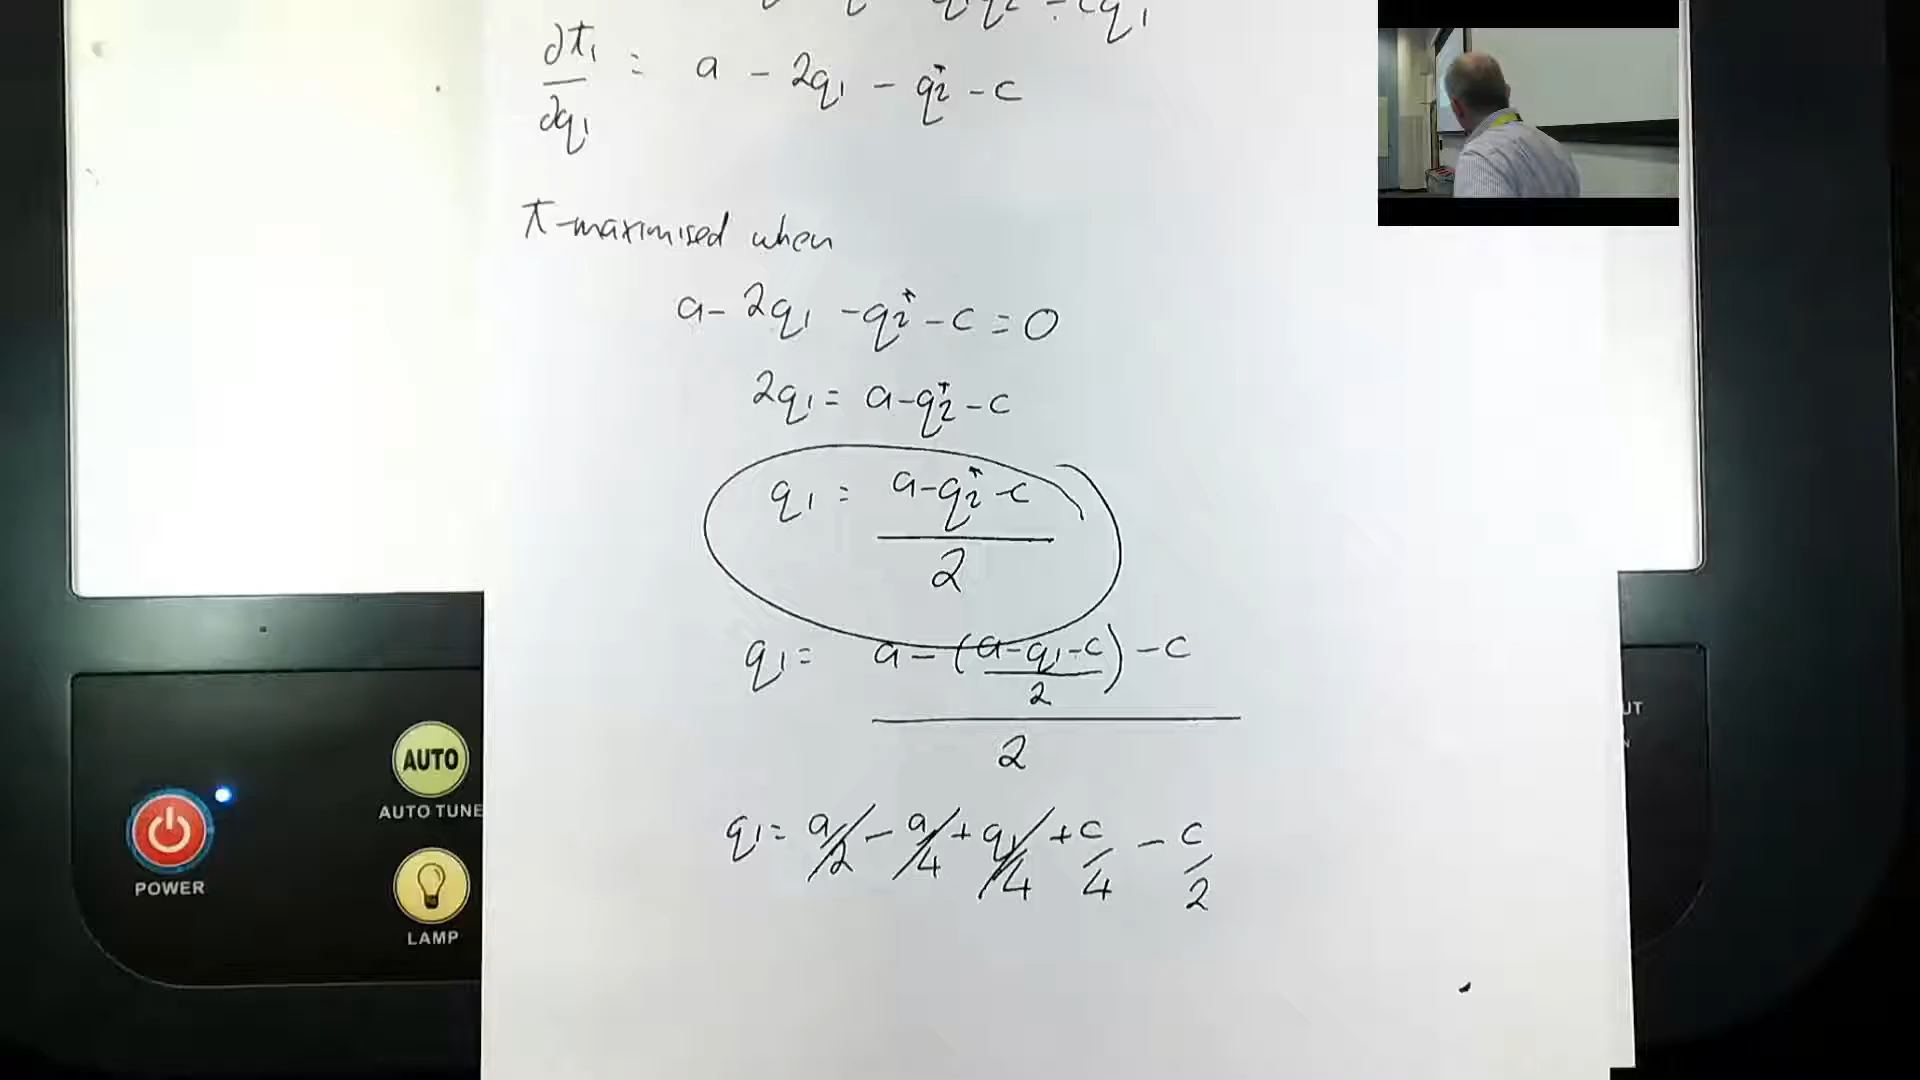 ∂π₁/∂q₁ = a - 2q₁ - q₂* - c
π-maximised when
a - 2q₁ - q₂* - c = 0
2q₁ = a - q₂* - c
q₁ = (a - q₂* - c)/2
q₁ = (a - ((a - q₁ - c)/2) - c)/2
q₁ = a/2 - a/4 + q₁/4 + c/4 - c/2
POWER
AUTO
AUTO TUNE
LAMP